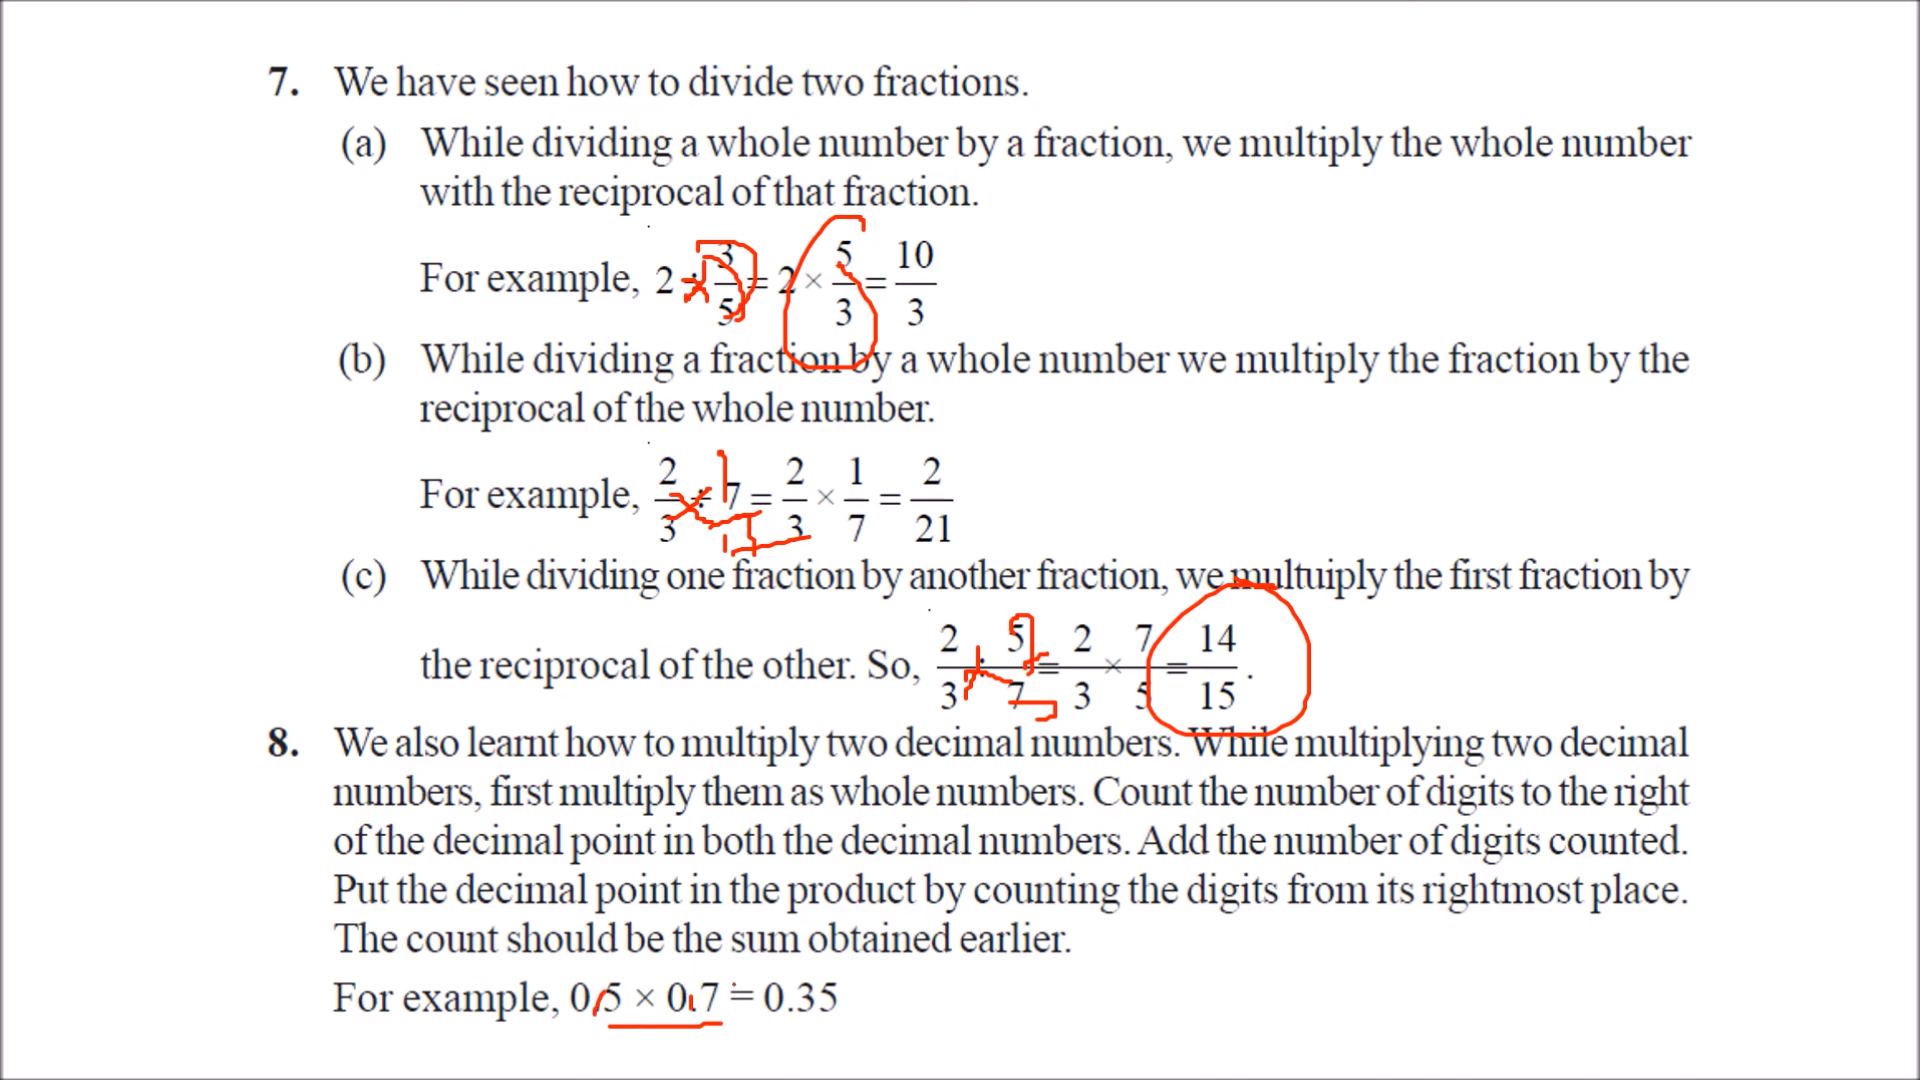 7. We have seen how to divide two fractions.
(a) While dividing a whole number by a fraction, we multiply the whole number
with the reciprocal of that fraction.
For example, 2 ÷ 3/5 = 2 × 5/3 = 10/3
(b) While dividing a fraction by a whole number we multiply the fraction by the
reciprocal of the whole number.
For example, 2/3 ÷ 7 = 2/3 × 1/7 = 2/21
(c) While dividing one fraction by another fraction, we multuiply the first fraction by
the reciprocal of the other. So, 2/3 ÷ 5/7 = 2/3 × 7/5 = 14/15.
8. We also learnt how to multiply two decimal numbers. While multiplying two decimal
numbers, first multiply them as whole numbers. Count the number of digits to the right
of the decimal point in both the decimal numbers. Add the number of digits counted.
Put the decimal point in the product by counting the digits from its rightmost place.
The count should be the sum obtained earlier.
For example, 0.5 × 0.7 = 0.35